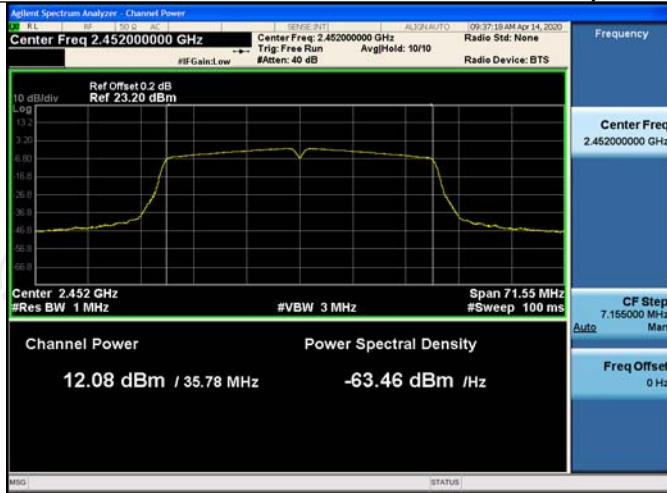 Agilent Spectrum Analyzer - Channel Power
RL RF 50 Ω AC SENSE:INT ALIGNAUTO 09:37:18 AM Apr 14, 2020
Center Freq 2.452000000 GHz
Center Freq: 2.452000000 GHz
Radio Std: None
Trig: Free Run Avg|Hold: 10/10
#IFGain:Low #Atten: 40 dB Radio Device: BTS
Frequency
Ref Offset 0.2 dB
10 dB/div Ref 23.20 dBm
Log
13.2
3.20
-6.80
-16.8
-26.8
-36.8
-46.8
-56.8
-66.8
Center Freq
2.452000000 GHz
Center 2.452 GHz Span 71.55 MHz
#Res BW 1 MHz #VBW 3 MHz #Sweep 100 ms
CF Step
7.155000 MHz
Auto Man
Channel Power Power Spectral Density
12.08 dBm / 35.78 MHz -63.46 dBm /Hz
Freq Offset
0 Hz
MSG STATUS